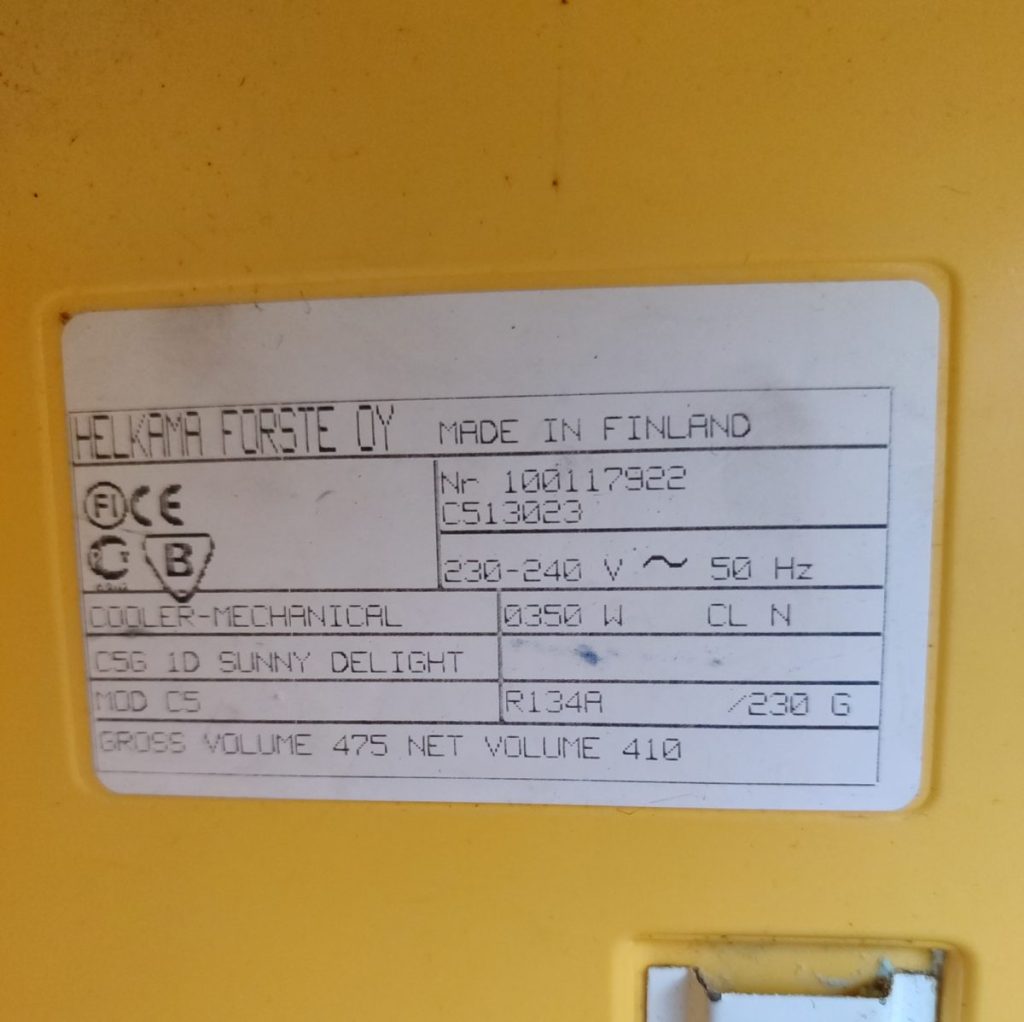 HELKAMA FORSTE OY MADE IN FINLAND
Nr 100117922
C513023
FI CE
B
230-240 V ~ 50 Hz
COOLER-MECHANICAL 0350 W CL N
C5G 1D SUNNY DELIGHT
MOD C5 R134A /230 G
GROSS VOLUME 475 NET VOLUME 410